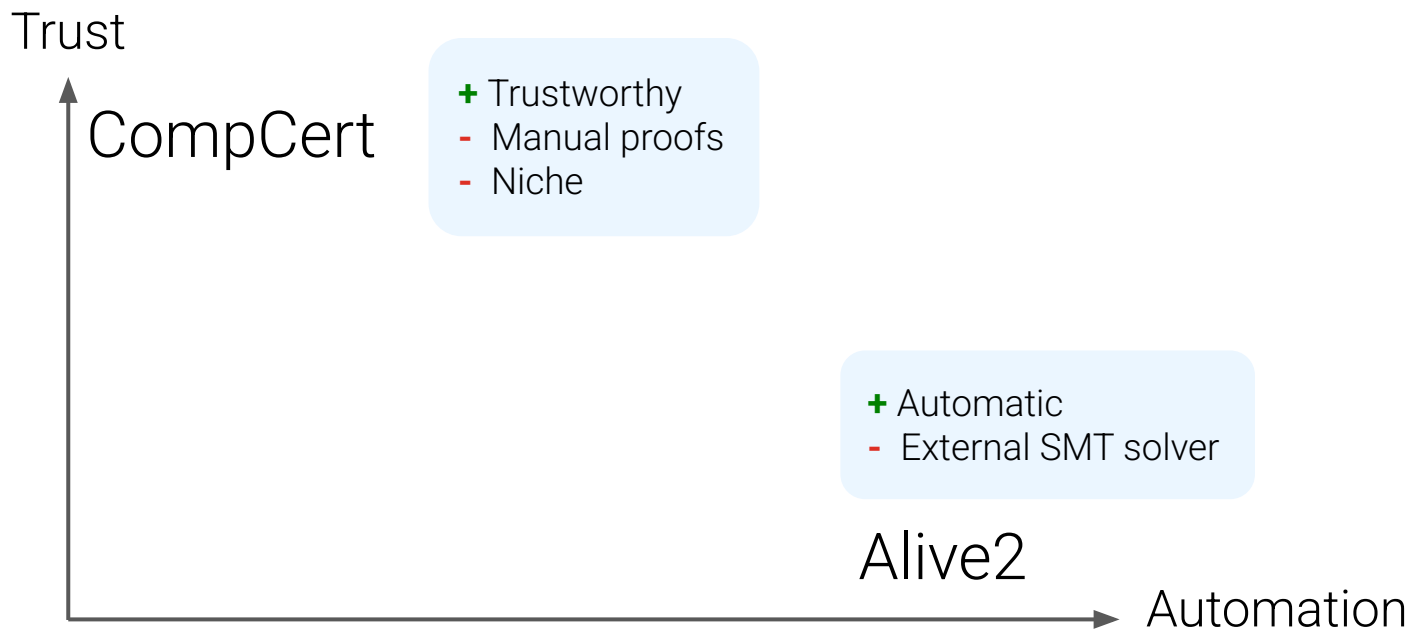 Trust
CompCert
+ Trustworthy
- Manual proofs
- Niche
+ Automatic
- External SMT solver
Alive2
Automation